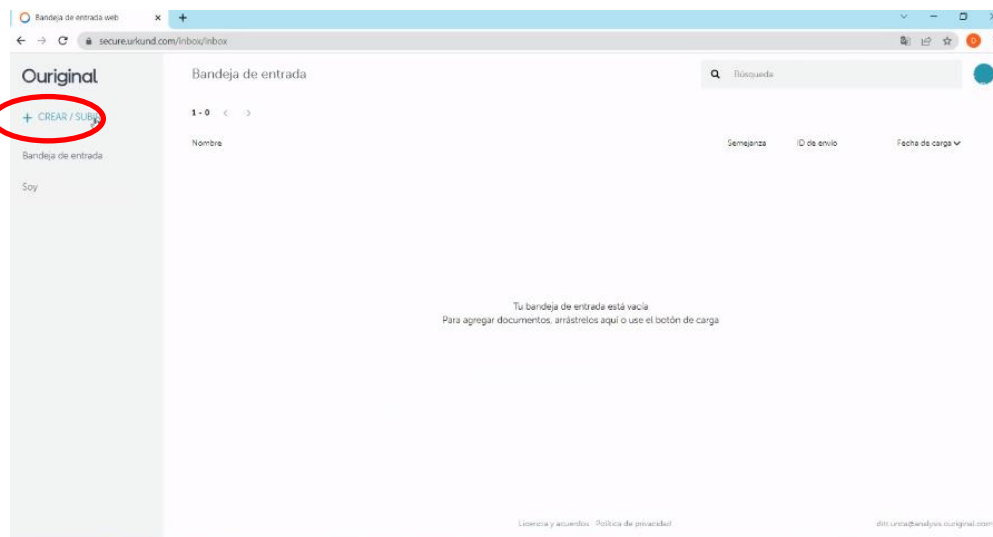 Bandeja de entrada web
secure.urkund.com/inbox/inbox
Ouriginal
Bandeja de entrada
Búsqueda
+ CREAR / SUBIR
1 - 0
Bandeja de entrada
Nombre
Semejanza
ID de envío
Fecha de carga
Soy
Tu bandeja de entrada está vacía
Para agregar documentos, arrástrelos aquí o use el botón de carga
Licencia y acuerdos
Política de privacidad